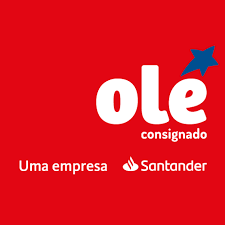 olé
consignado
Uma empresa Santander